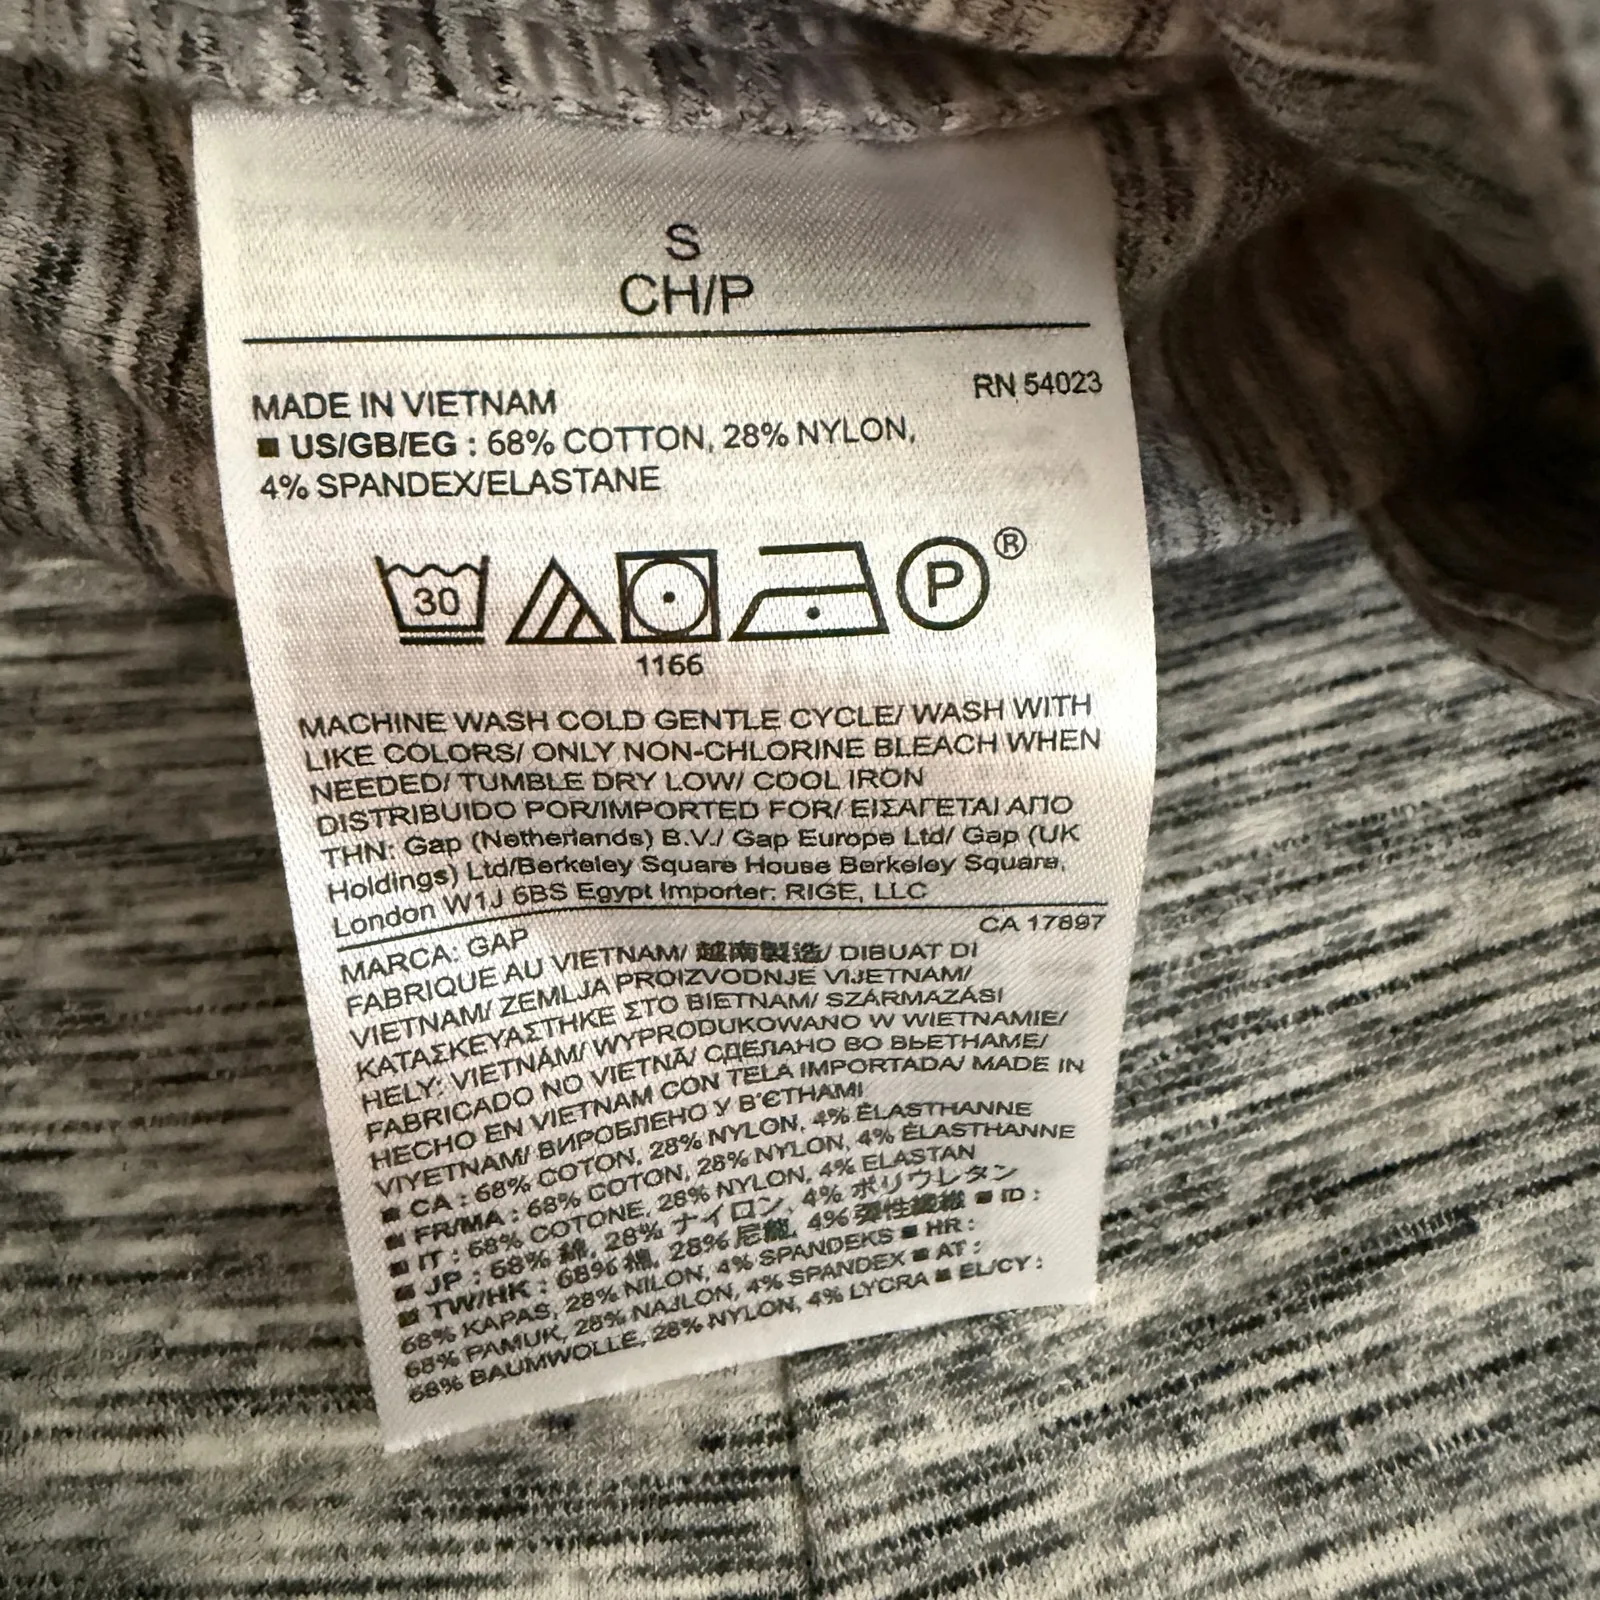 S
CH/P
RN 54023
MADE IN VIETNAM
■ US/GB/EG : 68% COTTON, 28% NYLON,
4% SPANDEX/ELASTANE
30
P
®
1166
MACHINE WASH COLD GENTLE CYCLE/ WASH WITH
LIKE COLORS/ ONLY NON-CHLORINE BLEACH WHEN
NEEDED/ TUMBLE DRY LOW/ COOL IRON
DISTRIBUIDO POR/IMPORTED FOR/ ΕΙΣΑΓΕΤΑΙ ΑΠΟ
ΤΗΝ: Gap (Netherlands) B.V./ Gap Europe Ltd/ Gap (UK
Holdings) Ltd/Berkeley Square House Berkeley Square,
London W1J 6BS Egypt Importer: RIGE, LLC
CA 17897
MARCA: GAP
FABRIQUE AU VIETNAM/ 越南製造/ DIBUAT DI
VIETNAM/ ZEMLJA PROIZVODNJE VIJETNAM/
ΚΑΤΑΣΚΕΥΑΣΤΗΚΕ ΣΤΟ ΒΙΕΤΝΑΜ/ SZÁRMAZÁSI
HELY: VIETNÁM/ WYPRODUKOWANO W WIETNAMIE/
FABRICADO NO VIETNÃ/ СДЕЛАНО ВО ВЬЕТНАМЕ/
HECHO EN VIETNAM CON TELA IMPORTADA/ MADE IN
VIYETNAM/ ВИРОБЛЕНО У В'ЄТНАМІ
■ CA : 68% COTON, 28% NYLON, 4% ÉLASTHANNE
■ FR/MA : 68% COTON, 28% NYLON, 4% ÉLASTHANNE
■ IT : 68% COTONE, 28% NYLON, 4% ELASTAN
■ JP : 68% 綿, 28% ナイロン, 4% ポリウレタン
■ TW/HK : 68% 棉, 28% 尼龍, 4% 彈性纖維 ■ ID :
68% KAPAS, 28% NILON, 4% SPANDEKS ■ HR :
68% PAMUK, 28% NAJLON, 4% SPANDEX ■ AT :
68% BAUMWOLLE, 28% NYLON, 4% LYCRA ■ EL/CY :